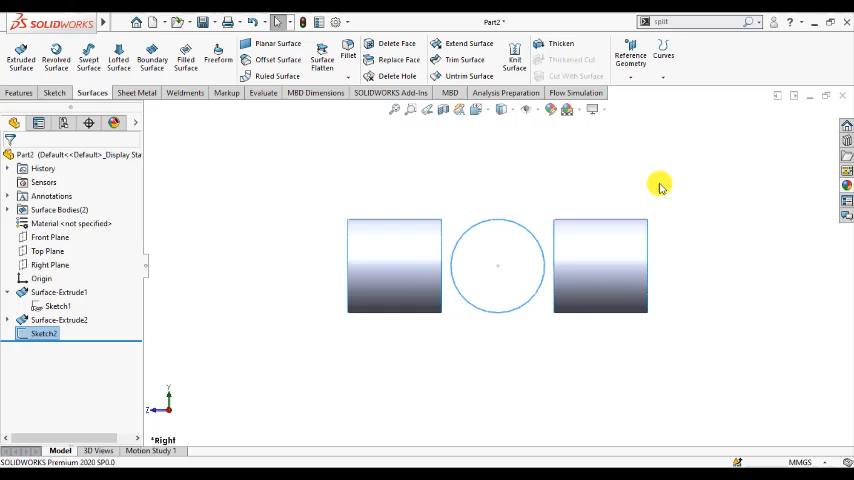 SOLIDWORKS
Part2 *
split
Extruded Surface
Revolved Surface
Swept Surface
Lofted Surface
Boundary Surface
Filled Surface
Freeform
Planar Surface
Offset Surface
Ruled Surface
Surface Flatten
Fillet
Delete Face
Replace Face
Delete Hole
Extend Surface
Trim Surface
Untrim Surface
Knit Surface
Thicken
Thickened Cut
Cut With Surface
Reference Geometry
Curves
Features
Sketch
Surfaces
Sheet Metal
Weldments
Markup
Evaluate
MBD Dimensions
SOLIDWORKS Add-Ins
MBD
Analysis Preparation
Flow Simulation
Part2 (Default<<Default>_Display Sta
History
Sensors
Annotations
Surface Bodies(2)
Material <not specified>
Front Plane
Top Plane
Right Plane
Origin
Surface-Extrude1
Sketch1
Surface-Extrude2
Sketch2
Y
Z
*Right
Model
3D Views
Motion Study 1
SOLIDWORKS Premium 2020 SP0.0
MMGS